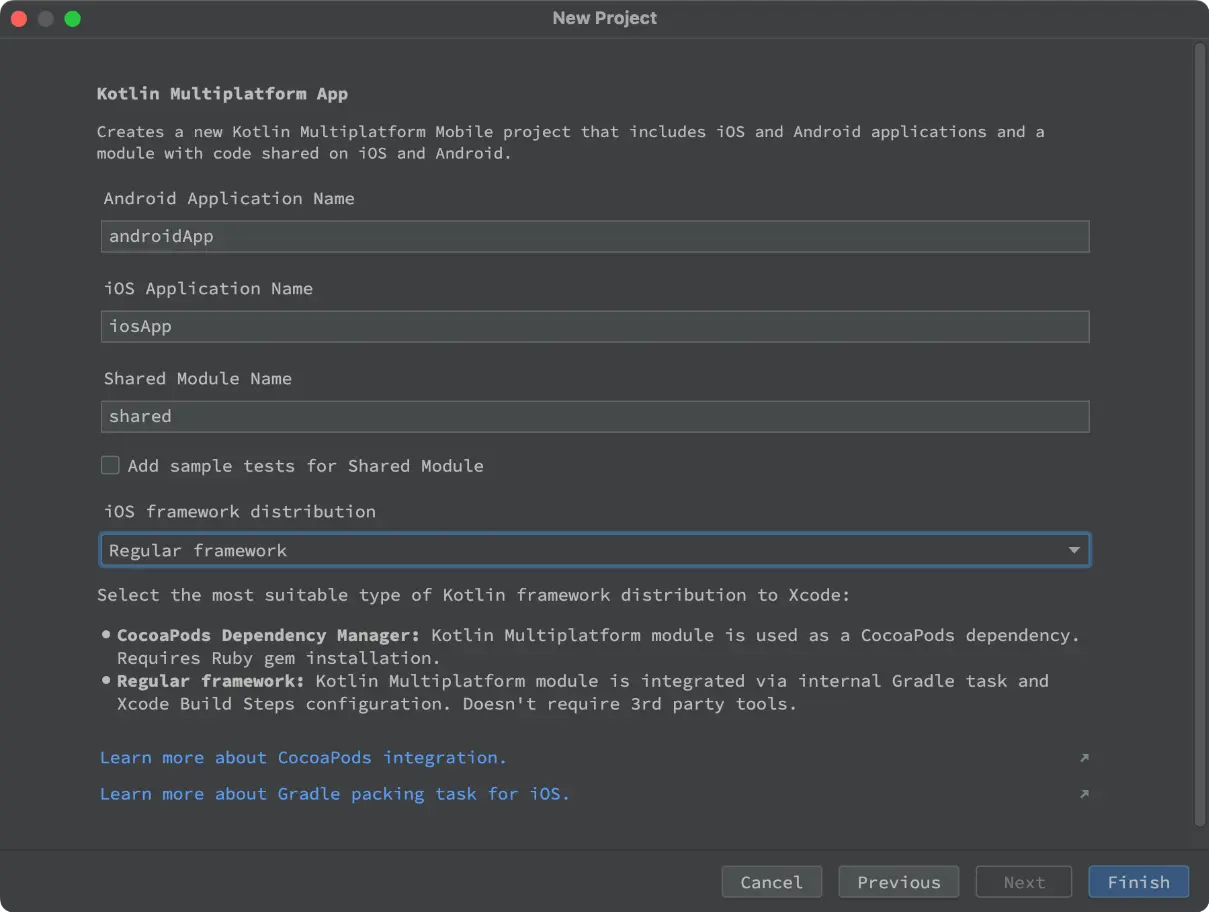 New Project
Kotlin Multiplatform App
Creates a new Kotlin Multiplatform Mobile project that includes iOS and Android applications and a
module with code shared on iOS and Android.
Android Application Name
androidApp
iOS Application Name
iosApp
Shared Module Name
shared
Add sample tests for Shared Module
iOS framework distribution
Regular framework
Select the most suitable type of Kotlin framework distribution to Xcode:
CocoaPods Dependency Manager: Kotlin Multiplatform module is used as a CocoaPods dependency.
Requires Ruby gem installation.
Regular framework: Kotlin Multiplatform module is integrated via internal Gradle task and
Xcode Build Steps configuration. Doesn't require 3rd party tools.
Learn more about CocoaPods integration.
Learn more about Gradle packing task for iOS.
Cancel Previous Next Finish